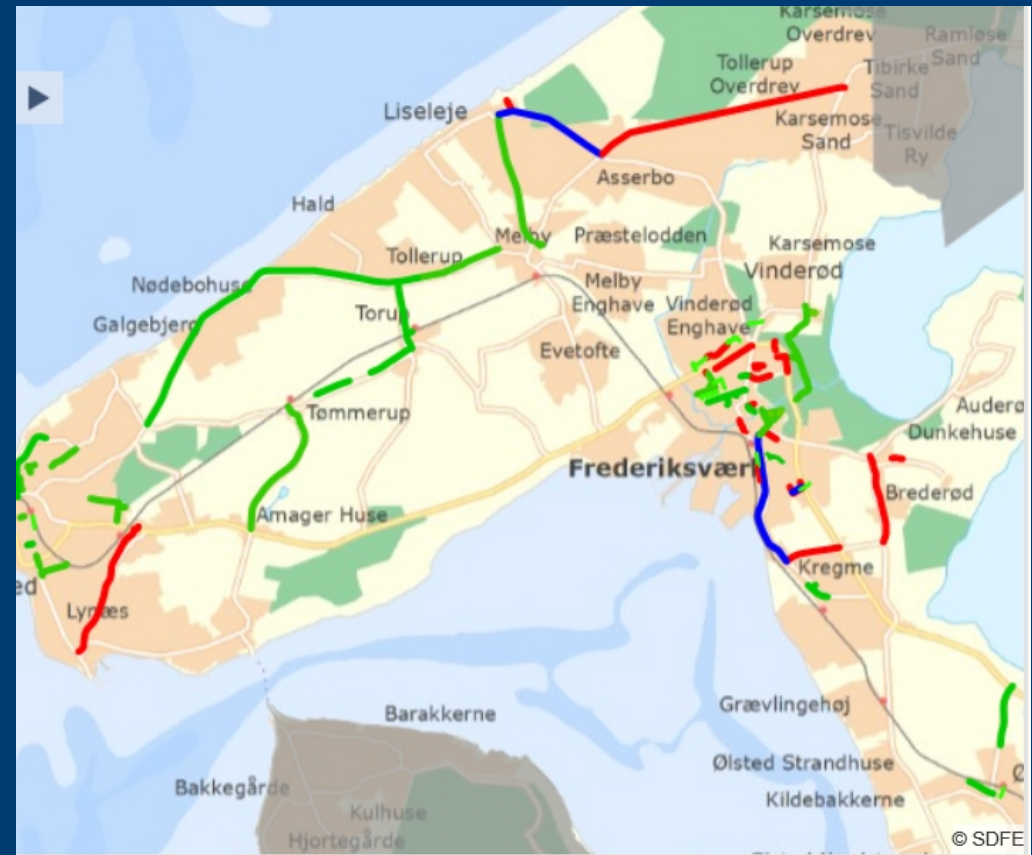 Karsemose
Overdrev
Ramløse
Sand
Tollerup
Overdrev
Tibirke
Sand
Liseleje
Karsemose
Sand
Tisvilde
Ry
Asserbo
Hald
Melby
Præstelodden
Karsemose
Tollerup
Vinderød
Nødebohuse
Melby
Enghave
Vinderød
Enghave
Galgebjerg
Torup
Evetofte
Tømmerup
Auderø
Dunkehuse
Frederiksværk
Brederød
Amager Huse
Kregme
ed
Lynæs
Grævlingehøj
Barakkerne
Ølsted Strandhuse
Ø
Bakkegårde
Kildebakkerne
Kulhuse
Hjortegårde
© SDFE